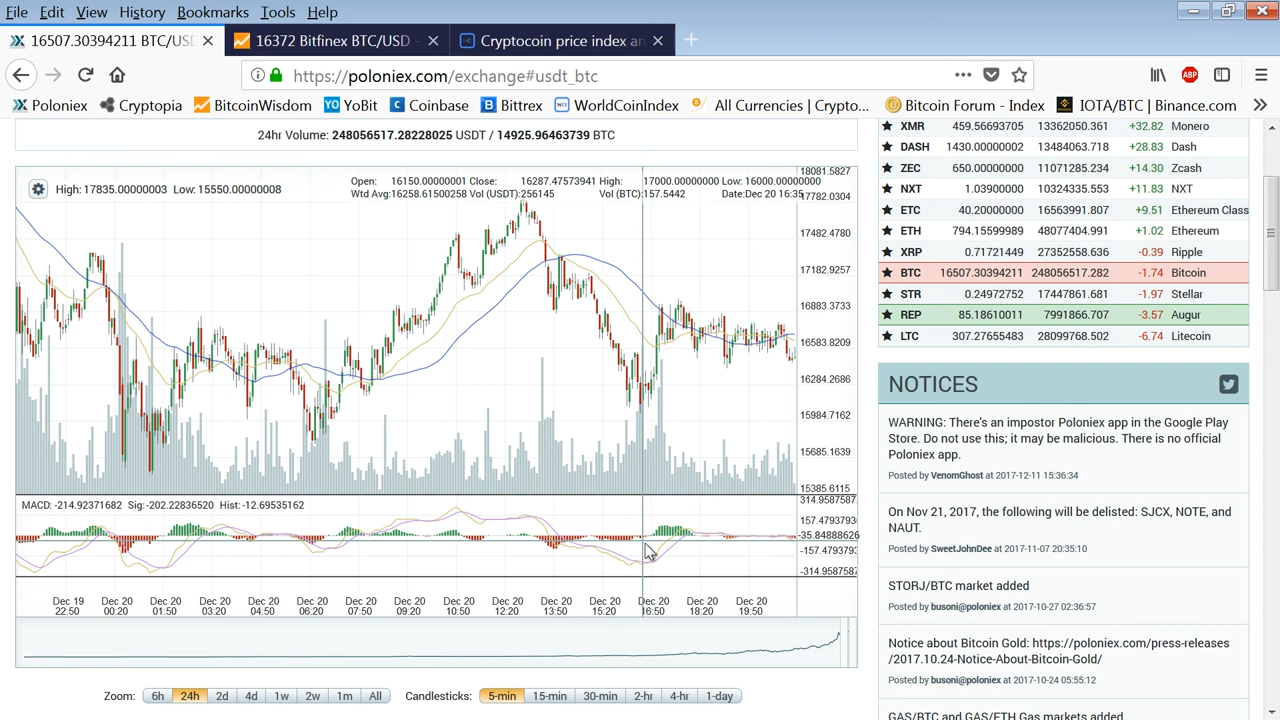 File Edit View History Bookmarks Tools Help
16507.30394211 BTC/USD
16372 Bitfinex BTC/USD
Cryptocoin price index an
https://poloniex.com/exchange#usdt_btc
Poloniex Cryptopia BitcoinWisdom YoBit Coinbase Bittrex WorldCoinIndex All Currencies | Crypto... Bitcoin Forum - Index IOTA/BTC | Binance.com
24hr Volume: 248056517.28228025 USDT / 14925.96463739 BTC
High: 17835.00000003 Low: 15550.00000008
Open: 16150.00000001 Close: 16287.47573941 High: 17000.00000000 Low: 16000.00000000
Wtd Avg:16258.61500258 Vol (USDT):256145 Vol (BTC):157.5442 Date:Dec 20 16:35
18081.5827
17782.0304
17482.4780
17182.9257
16883.3733
16583.8209
16284.2686
15984.7162
15685.1639
15385.6115
MACD: -214.92371682 Sig: -202.22836520 Hist: -12.69535162
314.9587587
157.4793793
-35.84888626
-157.4793793
-314.9587587
Dec 19 22:50
Dec 20 00:20
Dec 20 01:50
Dec 20 03:20
Dec 20 04:50
Dec 20 06:20
Dec 20 07:50
Dec 20 09:20
Dec 20 10:50
Dec 20 12:20
Dec 20 13:50
Dec 20 15:20
Dec 20 16:50
Dec 20 18:20
Dec 20 19:50
Zoom: 6h 24h 2d 4d 1w 2w 1m All Candlesticks: 5-min 15-min 30-min 2-hr 4-hr 1-day
XMR 459.56693705 13362050.361 +32.82 Monero
DASH 1430.00000002 13484063.718 +28.83 Dash
ZEC 650.00000000 11071285.234 +14.30 Zcash
NXT 1.03900000 10324335.553 +11.83 NXT
ETC 40.20000000 16563991.807 +9.51 Ethereum Class
ETH 794.15599989 48077404.991 +1.02 Ethereum
XRP 0.71721449 27352558.636 -0.39 Ripple
BTC 16507.30394211 248056517.282 -1.74 Bitcoin
STR 0.24972752 17447861.681 -1.97 Stellar
REP 85.18610011 7991866.707 -3.57 Augur
LTC 307.27655483 28099768.502 -6.74 Litecoin
NOTICES
WARNING: There's an impostor Poloniex app in the Google Play
Store. Do not use this; it may be malicious. There is no official
Poloniex app.
Posted by VenomGhost at 2017-12-11 15:36:34
On Nov 21, 2017, the following will be delisted: SJCX, NOTE, and
NAUT.
Posted by SweetJohnDee at 2017-11-07 20:35:10
STORJ/BTC market added
Posted by busoni@poloniex at 2017-10-27 02:36:57
Notice about Bitcoin Gold: https://poloniex.com/press-releases
/2017.10.24-Notice-About-Bitcoin-Gold/
Posted by busoni@poloniex at 2017-10-24 05:55:12
GAS/BTC and GAS/ETH Gas markets added